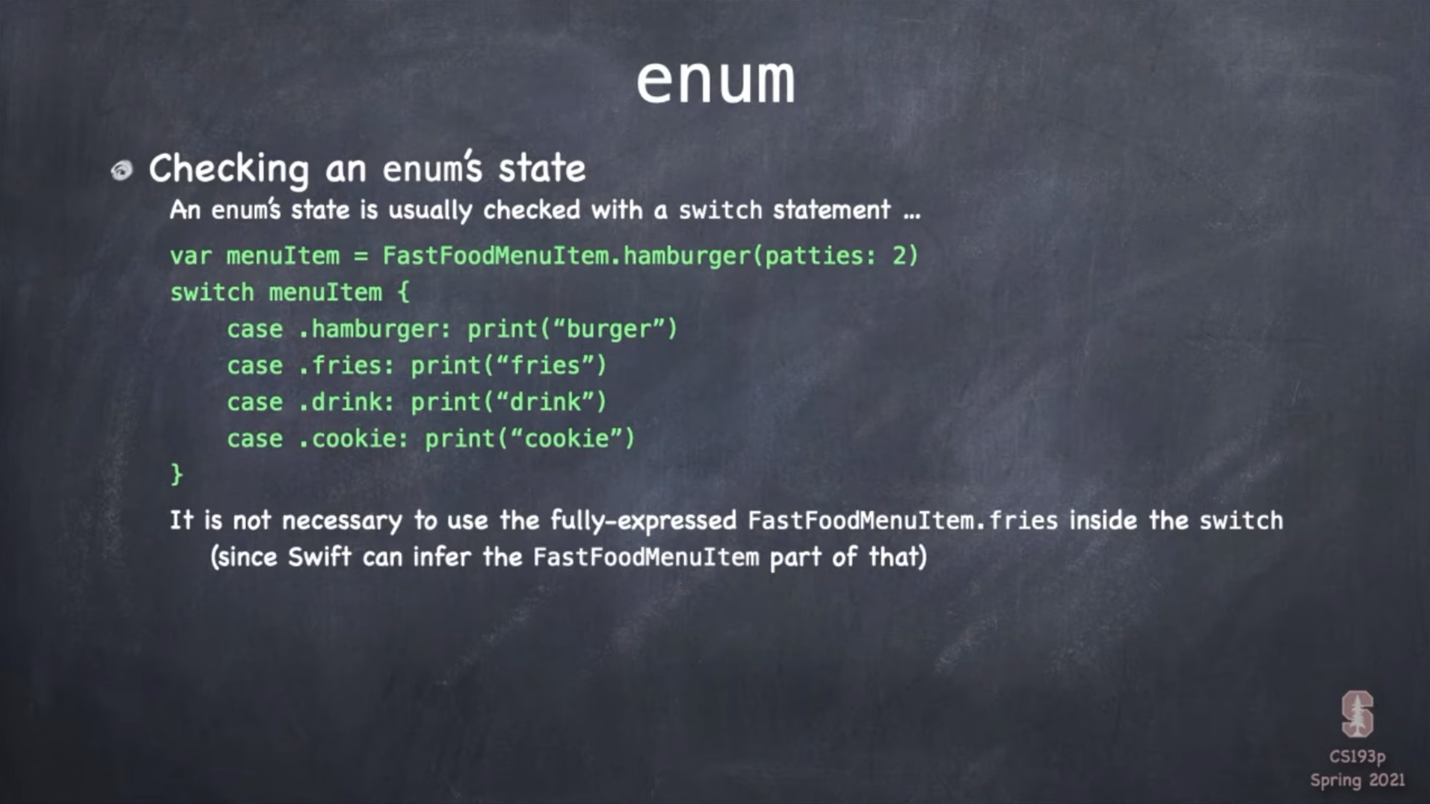 enum
Checking an enum’s state
An enum’s state is usually checked with a switch statement …
var menuItem = FastFoodMenuItem.hamburger(patties: 2)
switch menuItem {
    case .hamburger: print(“burger”)
    case .fries: print(“fries”)
    case .drink: print(“drink”)
    case .cookie: print(“cookie”)
}
It is not necessary to use the fully-expressed FastFoodMenuItem.fries inside the switch
(since Swift can infer the FastFoodMenuItem part of that)
S
CS193p
Spring 2021